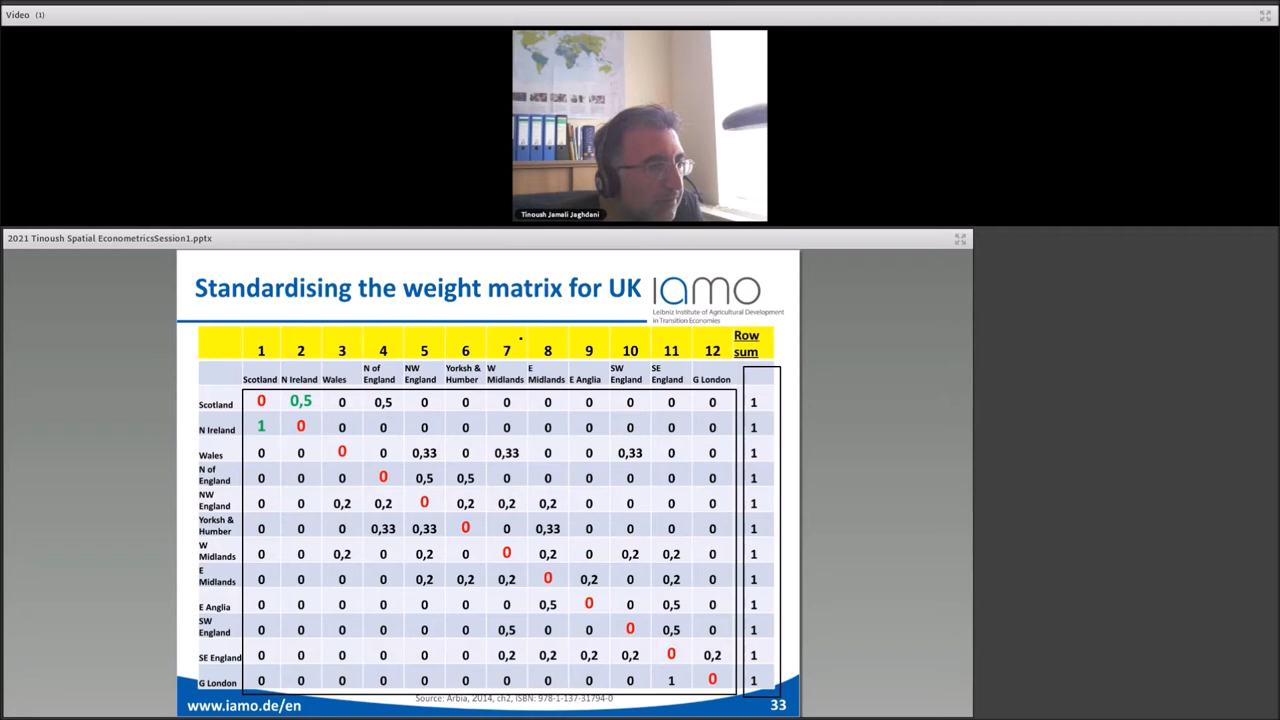 Video (1)
Tinoush Jamali Jaghdani
2021 Tinoush Spatial EconometricsSession1.pptx
Standardising the weight matrix for UK
iamo
Leibniz Institute of Agricultural Development
in Transition Economies
1 2 3 4 5 6 7 8 9 10 11 12 Row sum
Scotland N Ireland Wales N of England NW England Yorksh & Humber W Midlands E Midlands E Anglia SW England SE England G London
Scotland 0 0,5 0 0,5 0 0 0 0 0 0 0 0 1
N Ireland 1 0 0 0 0 0 0 0 0 0 0 0 1
Wales 0 0 0 0 0,33 0 0,33 0 0 0,33 0 0 1
N of England 0 0 0 0 0,5 0,5 0 0 0 0 0 0 1
NW England 0 0 0,2 0,2 0 0,2 0,2 0,2 0 0 0 0 1
Yorksh & Humber 0 0 0 0,33 0,33 0 0 0,33 0 0 0 0 1
W Midlands 0 0 0,2 0 0,2 0 0 0,2 0 0,2 0,2 0 1
E Midlands 0 0 0 0 0,2 0,2 0,2 0 0,2 0 0,2 0 1
E Anglia 0 0 0 0 0 0 0 0,5 0 0 0,5 0 1
SW England 0 0 0 0 0 0 0,5 0 0 0 0,5 0 1
SE England 0 0 0 0 0 0 0,2 0,2 0,2 0,2 0 0,2 1
G London 0 0 0 0 0 0 0 0 0 0 1 0 1
Source: Arbia, 2014, ch2, ISBN: 978-1-137-31794-0
www.iamo.de/en
33